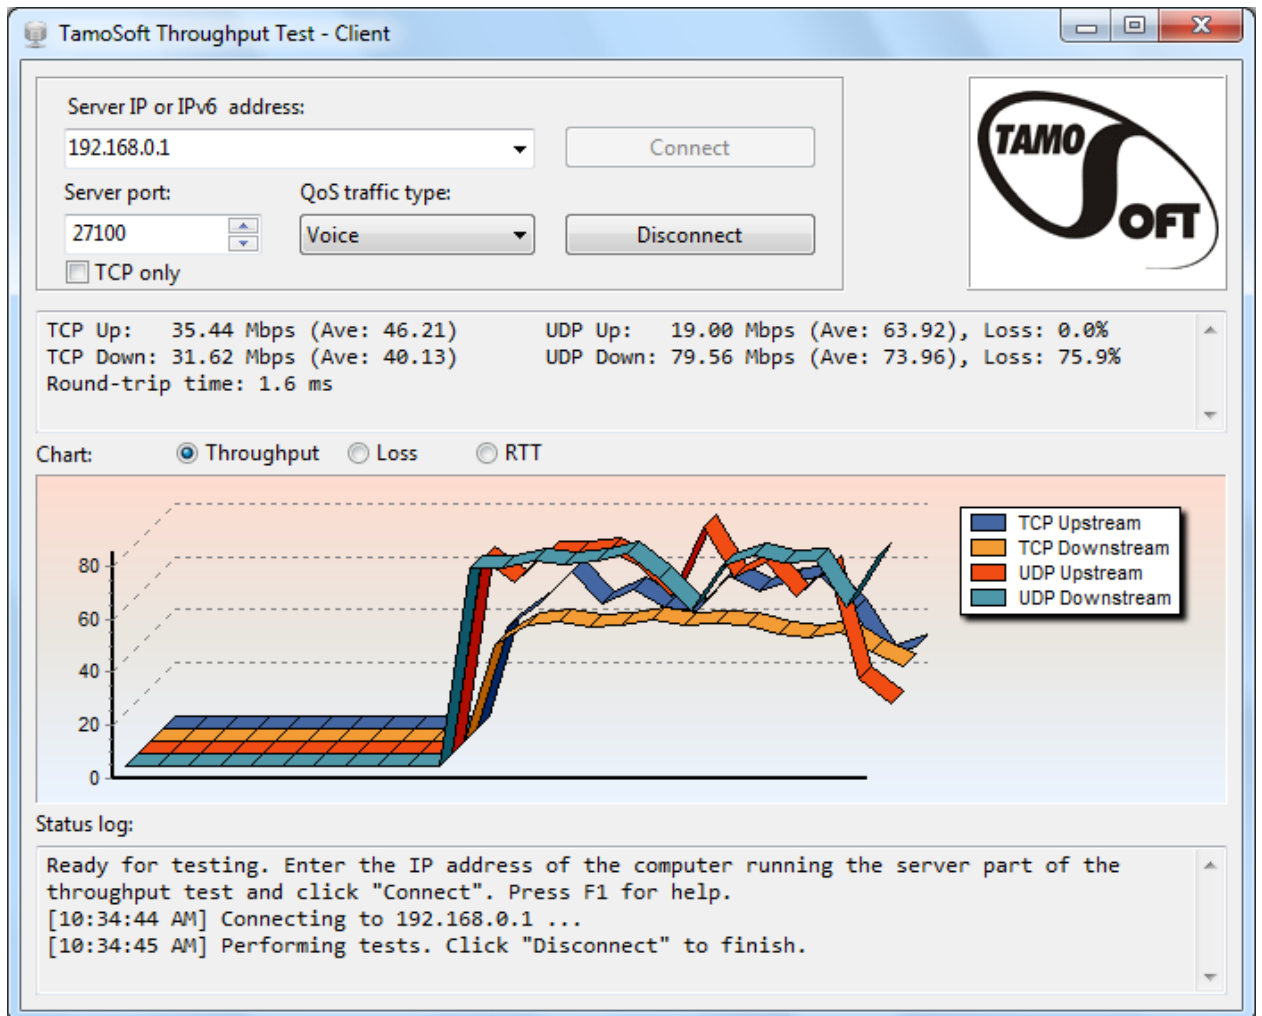 TamoSoft Throughput Test - Client
Server IP or IPv6 address:
192.168.0.1
Connect
Server port:
QoS traffic type:
27100
Voice
Disconnect
TCP only
TAMO
SOFT
TCP Up: 35.44 Mbps (Ave: 46.21) UDP Up: 19.00 Mbps (Ave: 63.92), Loss: 0.0%
TCP Down: 31.62 Mbps (Ave: 40.13) UDP Down: 79.56 Mbps (Ave: 73.96), Loss: 75.9%
Round-trip time: 1.6 ms
Chart: Throughput Loss RTT
80
60
40
20
0
TCP Upstream
TCP Downstream
UDP Upstream
UDP Downstream
Status log:
Ready for testing. Enter the IP address of the computer running the server part of the
throughput test and click "Connect". Press F1 for help.
[10:34:44 AM] Connecting to 192.168.0.1 ...
[10:34:45 AM] Performing tests. Click "Disconnect" to finish.